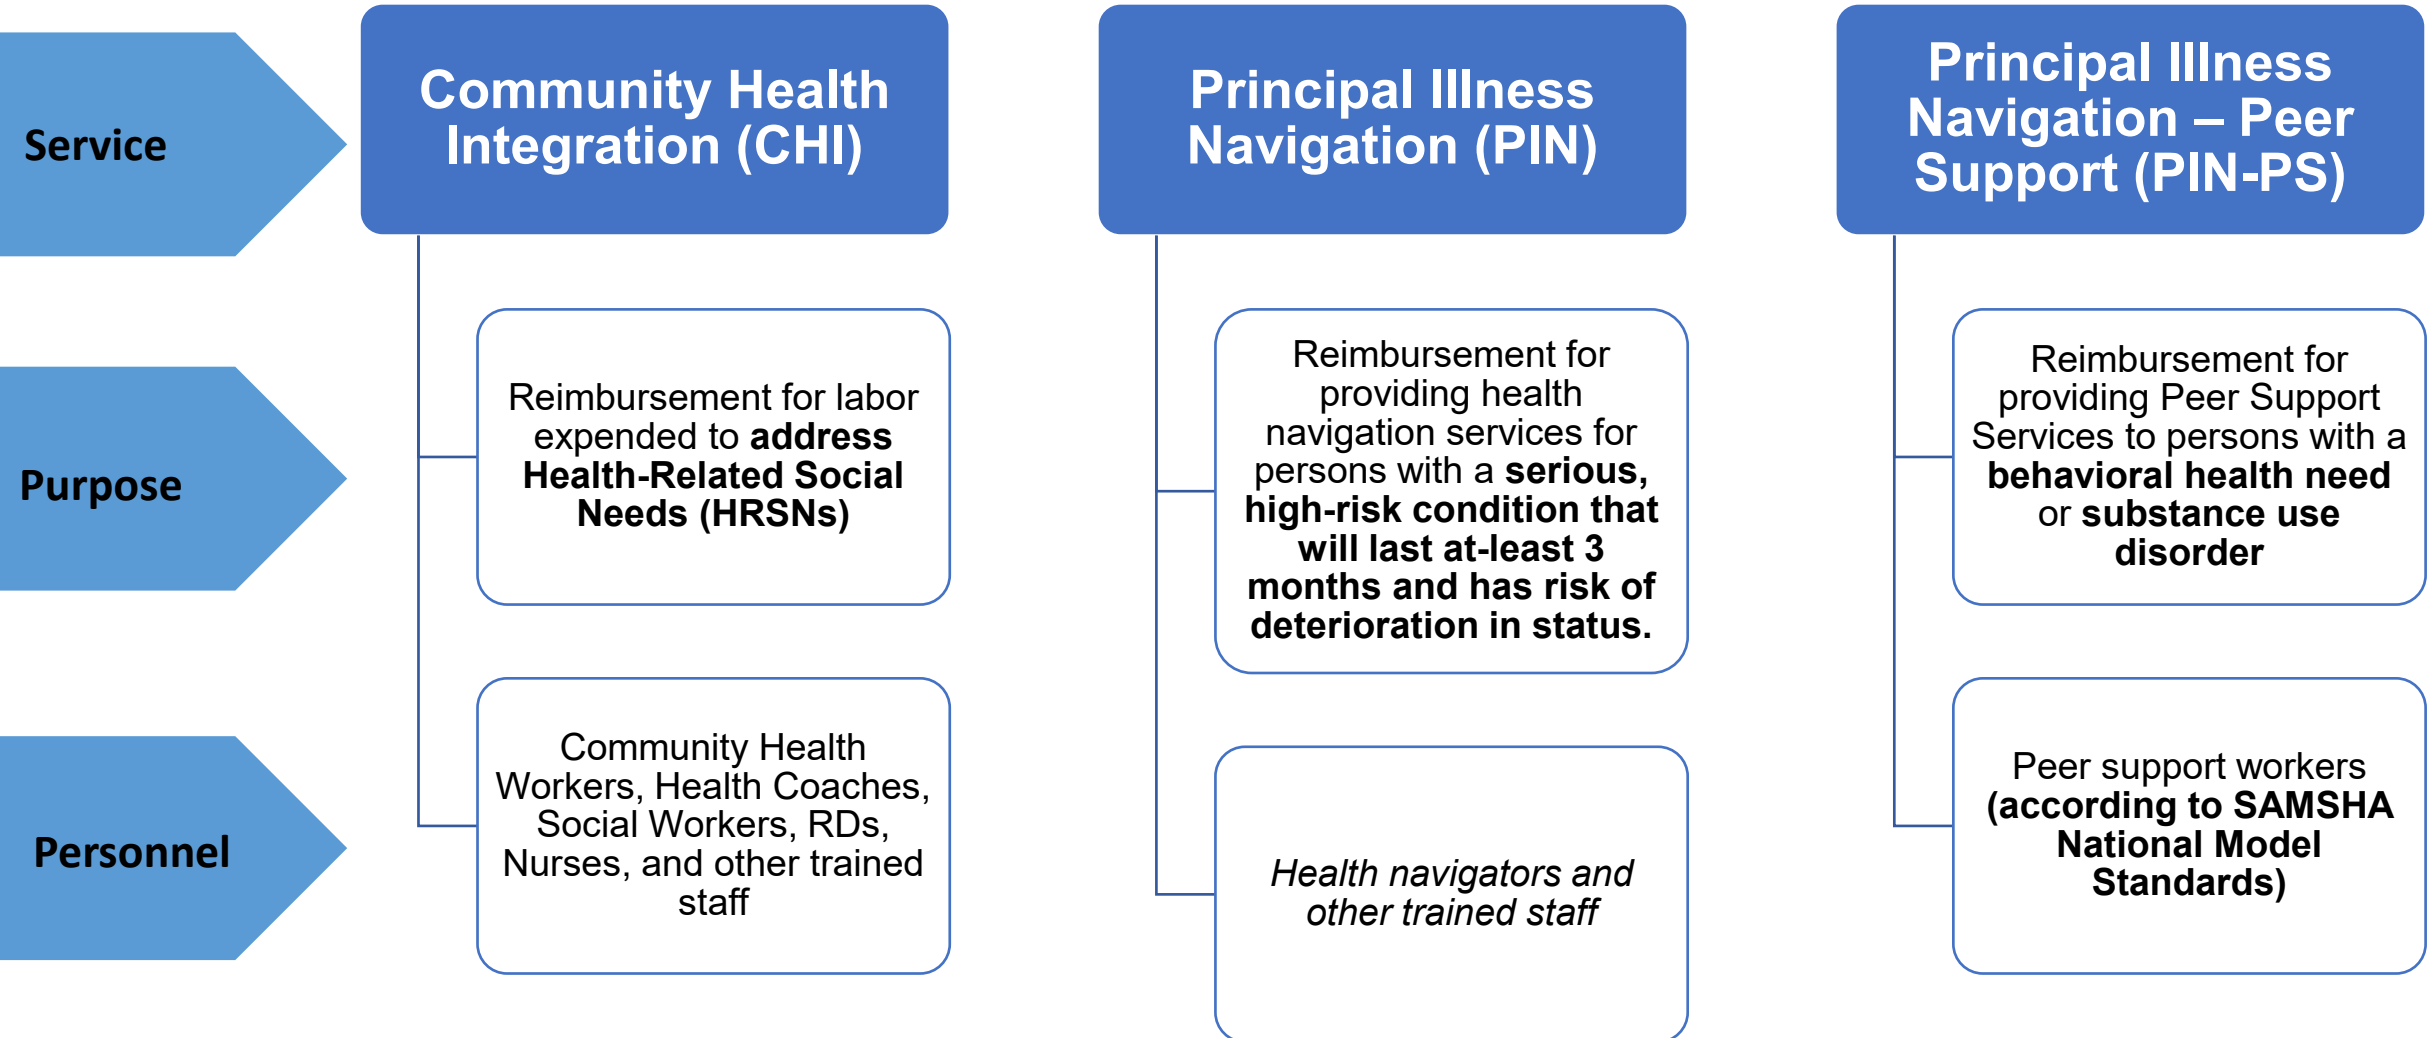 Service
Community Health
Integration (CHI)
Principal Illness
Navigation (PIN)
Principal Illness
Navigation – Peer
Support (PIN-PS)
Purpose
Reimbursement for labor
expended to address
Health-Related Social
Needs (HRSNs)
Reimbursement for
providing health
navigation services for
persons with a serious,
high-risk condition that
will last at-least 3
months and has risk of
deterioration in status.
Reimbursement for
providing Peer Support
Services to persons with a
behavioral health need
or substance use
disorder
Personnel
Community Health
Workers, Health Coaches,
Social Workers, RDs,
Nurses, and other trained
staff
Health navigators and
other trained staff
Peer support workers
(according to SAMSHA
National Model
Standards)